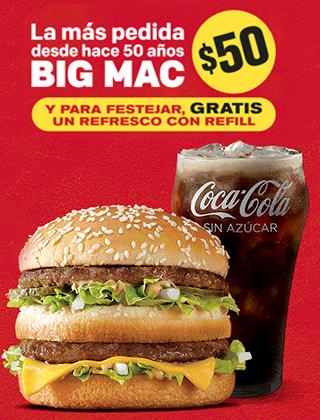 La más pedida
desde hace 50 años
BIG MAC
$50
Y PARA FESTEJAR, GRATIS
UN REFRESCO CON REFILL
Coca-Cola
SIN AZÚCAR